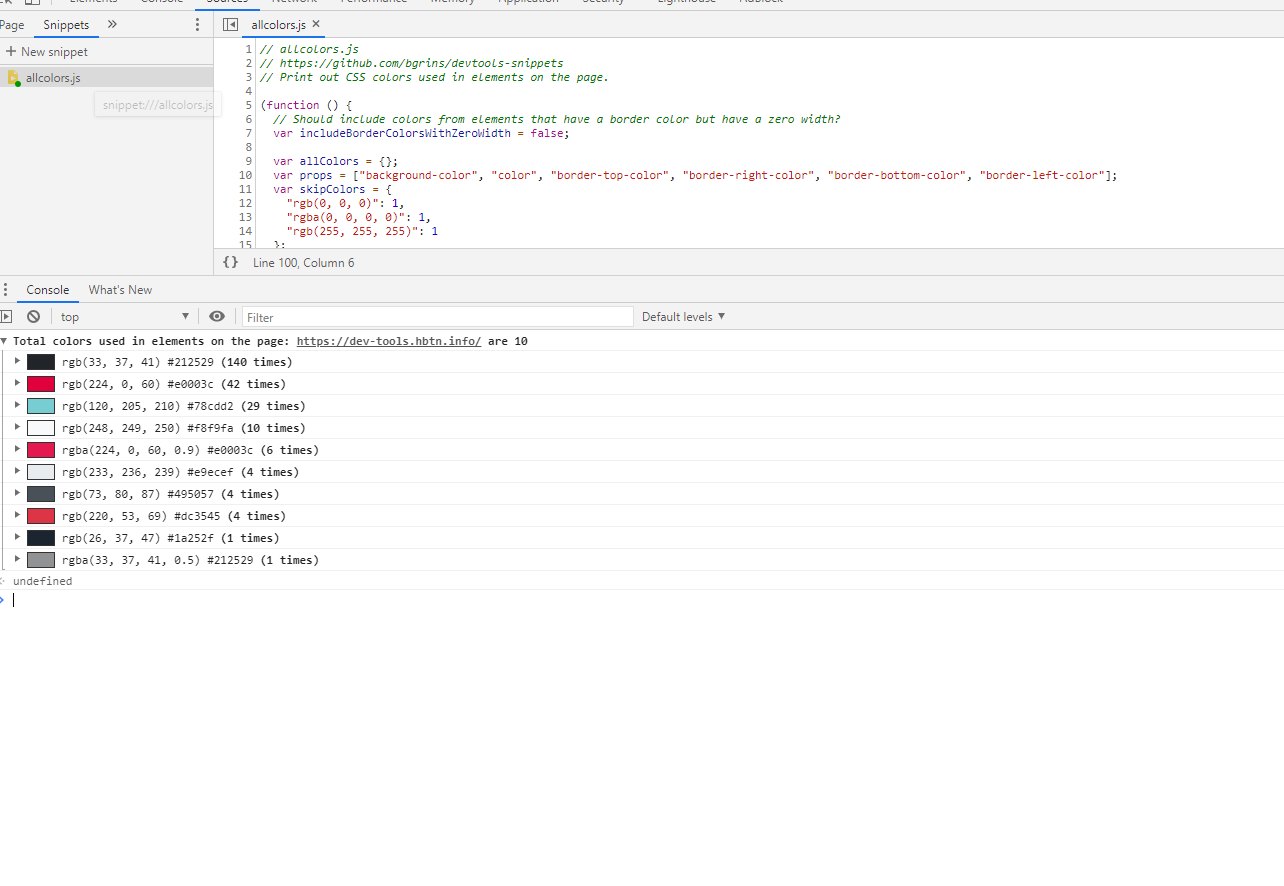 Elements Console Sources Network Performance Memory Application Security Lighthouse Adblock
Page Snippets » allcolors.js ×
+ New snippet
allcolors.js
snippet:///allcolors.js
1 // allcolors.js
2 // https://github.com/bgrins/devtools-snippets
3 // Print out CSS colors used in elements on the page.
4
5 (function () {
6 // Should include colors from elements that have a border color but have a zero width?
7 var includeBorderColorsWithZeroWidth = false;
8
9 var allColors = {};
10 var props = ["background-color", "color", "border-top-color", "border-right-color", "border-bottom-color", "border-left-color"];
11 var skipColors = {
12 "rgb(0, 0, 0)": 1,
13 "rgba(0, 0, 0, 0)": 1,
14 "rgb(255, 255, 255)": 1
15 };
{} Line 100, Column 6
Console What's New
top Filter Default levels
Total colors used in elements on the page: https://dev-tools.hbtn.info/ are 10
rgb(33, 37, 41) #212529 (140 times)
rgb(224, 0, 60) #e0003c (42 times)
rgb(120, 205, 210) #78cdd2 (29 times)
rgb(248, 249, 250) #f8f9fa (10 times)
rgba(224, 0, 60, 0.9) #e0003c (6 times)
rgb(233, 236, 239) #e9ecef (4 times)
rgb(73, 80, 87) #495057 (4 times)
rgb(220, 53, 69) #dc3545 (4 times)
rgb(26, 37, 47) #1a252f (1 times)
rgba(33, 37, 41, 0.5) #212529 (1 times)
undefined